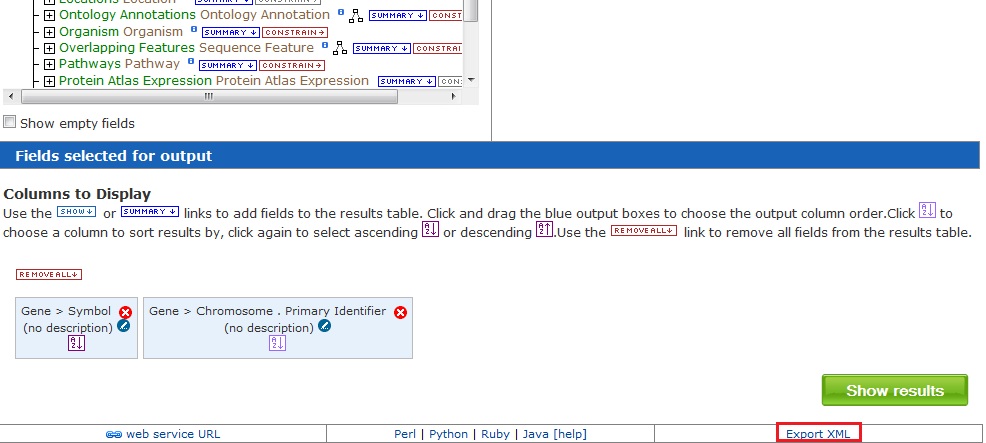 Locations Location SUMMARY ↓ CONSTRAIN →
Ontology Annotations Ontology Annotation SUMMARY ↓ CONST
Organism Organism SUMMARY ↓ CONSTRAIN →
Overlapping Features Sequence Feature SUMMARY ↓ CONSTRAI
Pathways Pathway SUMMARY ↓ CONSTRAIN →
Protein Atlas Expression Protein Atlas Expression SUMMARY ↓ CONS
Show empty fields
Fields selected for output
Columns to Display
Use the SHOW ↓ or SUMMARY ↓ links to add fields to the results table. Click and drag the blue output boxes to choose the output column order.Click AZ↓ to
choose a column to sort results by, click again to select ascending AZ↓ or descending AZ↑.Use the REMOVE ALL ↓ link to remove all fields from the results table.
REMOVE ALL ↓
Gene > Symbol
(no description)
Gene > Chromosome . Primary Identifier
(no description)
Show results
web service URL
Perl | Python | Ruby | Java [help]
Export XML